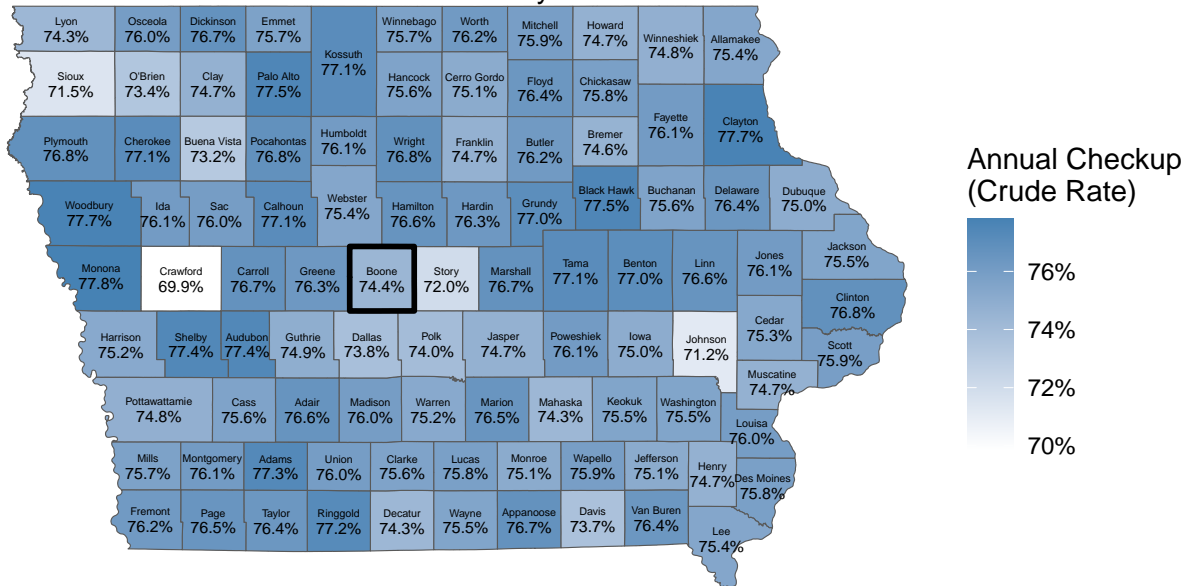 Lyon Osceola Dickinson Emmet Winnebago Worth Mitchell Howard
74.3% 76.0% 76.7% 75.7% 75.7% 76.2% 75.9% 74.7%
Kossuth Winneshiek Allamakee
77.1% 74.8% 75.4%
Sioux O'Brien Clay Palo Alto Hancock Cerro Gordo Floyd Chickasaw
71.5% 73.4% 74.7% 77.5% 75.6% 75.1% 76.4% 75.8%
Fayette Clayton
76.1% 77.7%
Plymouth Cherokee Buena Vista Pocahontas Humboldt Wright Franklin Butler Bremer
76.8% 77.1% 73.2% 76.8% 76.1% 76.8% 74.7% 76.2% 74.6%
Woodbury Ida Sac Calhoun Webster Hamilton Hardin Grundy Black Hawk Buchanan Delaware Dubuque
77.7% 76.1% 76.0% 77.1% 75.4% 76.6% 76.3% 77.0% 77.5% 75.6% 76.4% 75.0%
Monona Crawford Carroll Greene Boone Story Marshall Tama Benton Linn Jones Jackson
77.8% 69.9% 76.7% 76.3% 74.4% 72.0% 76.7% 77.1% 77.0% 76.6% 76.1% 75.5%
Clinton
76.8%
Harrison Shelby Audubon Guthrie Dallas Polk Jasper Poweshiek Iowa Johnson Cedar Scott
75.2% 77.4% 77.4% 74.9% 73.8% 74.0% 74.7% 76.1% 75.0% 71.2% 75.3% 75.9%
Muscatine
74.7%
Pottawattamie Cass Adair Madison Warren Marion Mahaska Keokuk Washington
74.8% 75.6% 76.6% 76.0% 75.2% 76.5% 74.3% 75.5% 75.5%
Louisa
76.0%
Mills Montgomery Adams Union Clarke Lucas Monroe Wapello Jefferson Henry Des Moines
75.7% 76.1% 77.3% 76.0% 75.6% 75.8% 75.1% 75.9% 75.1% 74.7% 75.8%
Fremont Page Taylor Ringgold Decatur Wayne Appanoose Davis Van Buren Lee
76.2% 76.5% 76.4% 77.2% 74.3% 75.5% 76.7% 73.7% 76.4% 75.4%
Annual Checkup
(Crude Rate)
76%
74%
72%
70%